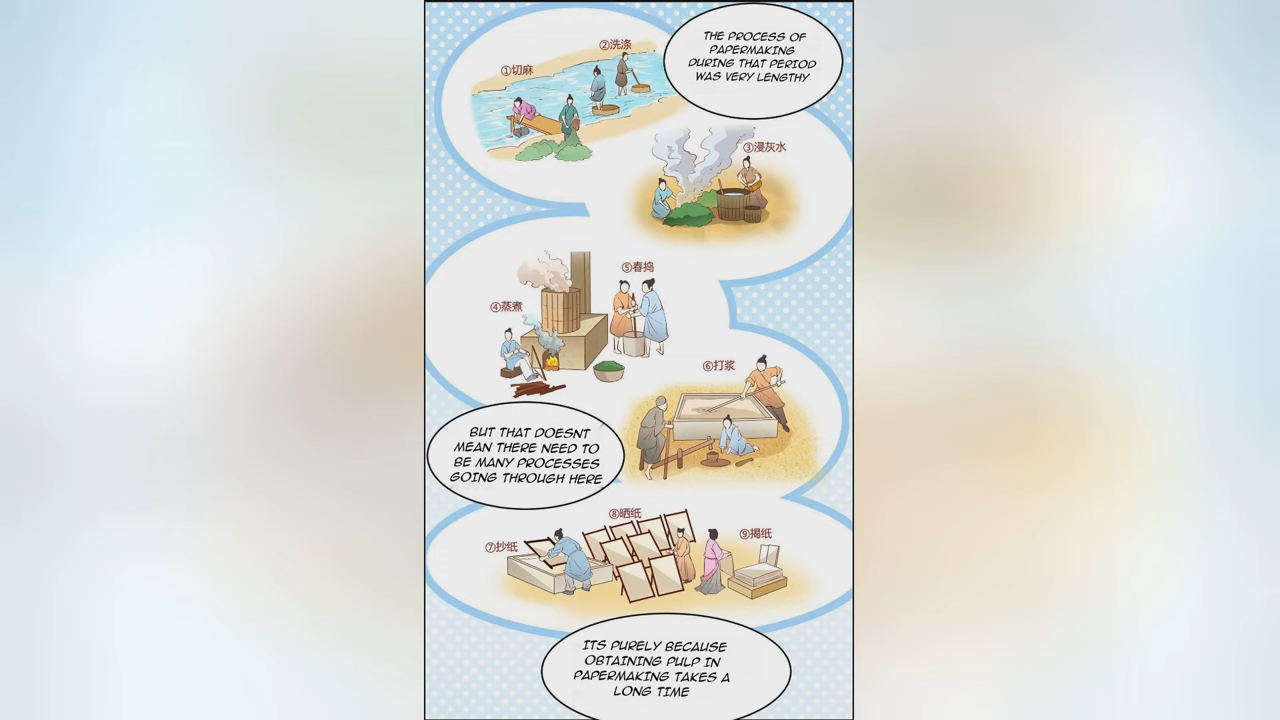 ②洗涤
①切麻
THE PROCESS OF
PAPERMAKING
DURING THAT PERIOD
WAS VERY LENGTHY
③浸灰水
⑤舂捣
④蒸煮
⑥打浆
BUT THAT DOESNT
MEAN THERE NEED TO
BE MANY PROCESSES
GOING THROUGH HERE
⑧晒纸
⑦抄纸
⑨揭纸
ITS PURELY BECAUSE
OBTAINING PULP IN
PAPERMAKING TAKES A
LONG TIME